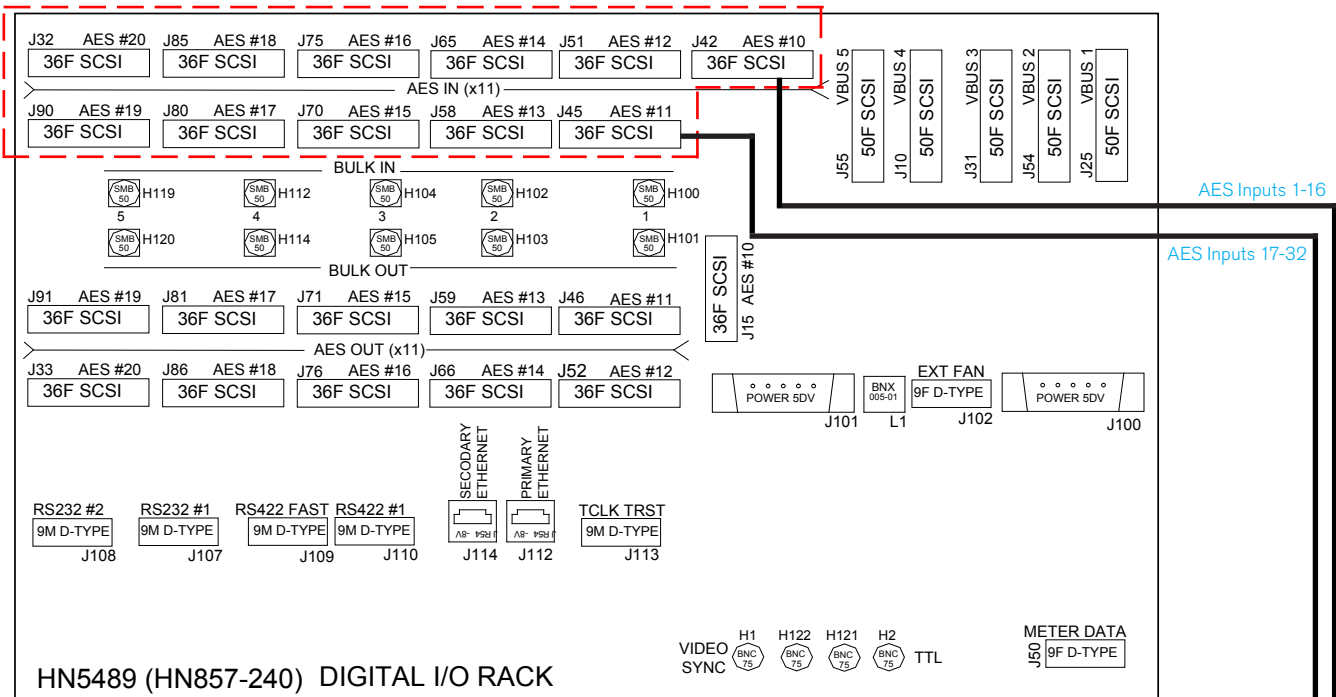 J32 AES #20 J85 AES #18 J75 AES #16 J65 AES #14 J51 AES #12 J42 AES #10
36F SCSI 36F SCSI 36F SCSI 36F SCSI 36F SCSI 36F SCSI
AES IN (x11)
J90 AES #19 J80 AES #17 J70 AES #15 J58 AES #13 J45 AES #11
36F SCSI 36F SCSI 36F SCSI 36F SCSI 36F SCSI
J55 VBUS 5
50F SCSI
J10 VBUS 4
50F SCSI
J31 VBUS 3
50F SCSI
J54 VBUS 2
50F SCSI
J25 VBUS 1
50F SCSI
AES Inputs 1-16
AES Inputs 17-32
BULK IN
SMB 50 H119 SMB 50 H112 SMB 50 H104 SMB 50 H102 SMB 50 H100
5 4 3 2 1
SMB 50 H120 SMB 50 H114 SMB 50 H105 SMB 50 H103 SMB 50 H101
BULK OUT
36F SCSI
J15 AES #10
J91 AES #19 J81 AES #17 J71 AES #15 J59 AES #13 J46 AES #11
36F SCSI 36F SCSI 36F SCSI 36F SCSI 36F SCSI
AES OUT (x11)
J33 AES #20 J86 AES #18 J76 AES #16 J66 AES #14 J52 AES #12
36F SCSI 36F SCSI 36F SCSI 36F SCSI 36F SCSI
POWER 5DV
J101
BNX
005-01
L1
EXT FAN
9F D-TYPE
J102
POWER 5DV
J100
RS232 #2
9M D-TYPE
J108
RS232 #1
9M D-TYPE
J107
RS422 FAST
9M D-TYPE
J109
RS422 #1
9M D-TYPE
J110
SECODARY
ETHERNET
RJ54 -8V
J114
PRIMARY
ETHERNET
RJ54 -8V
J112
TCLK TRST
9M D-TYPE
J113
VIDEO
SYNC
H1 H122 H121 H2
BNC 75 BNC 75 BNC 75 BNC 75
TTL
METER DATA
J50 9F D-TYPE
HN5489 (HN857-240) DIGITAL I/O RACK